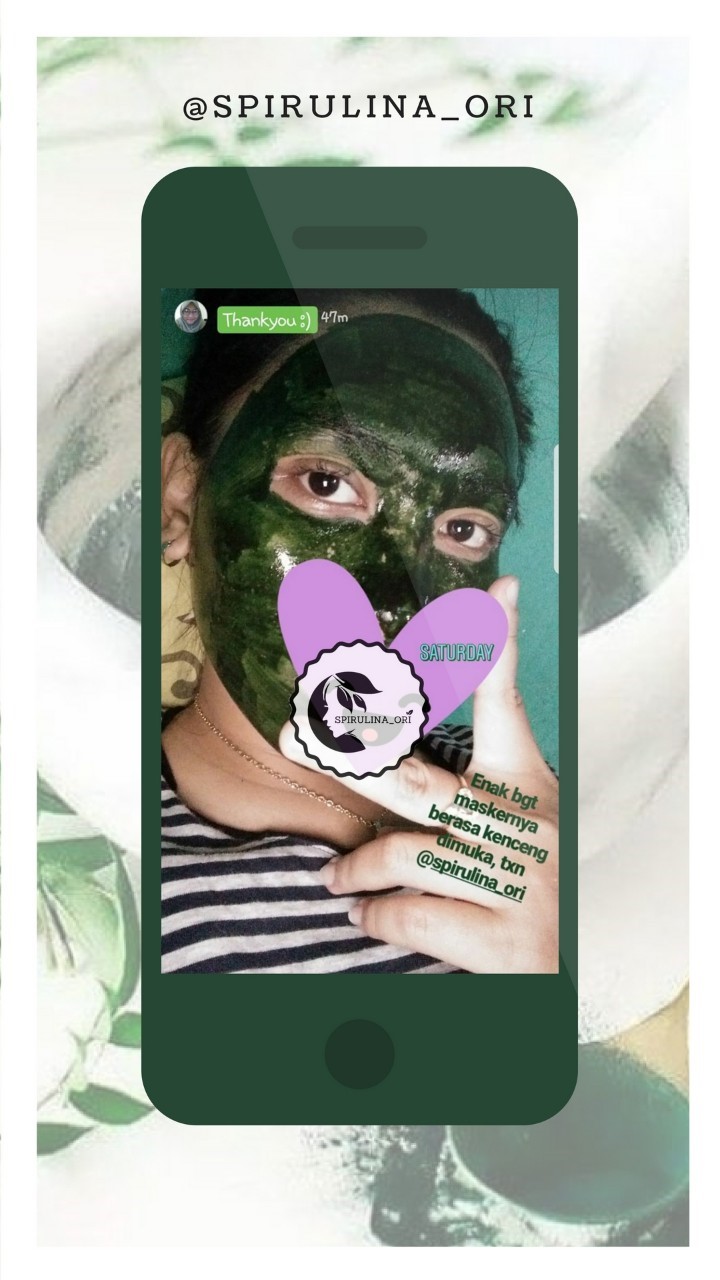 @SPIRULINA_ORI
Thankyou :) 47m
SATURDAY
SPIRULINA_ORI
Enak bgt
maskernya
berasa kenceng
dimuka, txn
@spirulina_ori